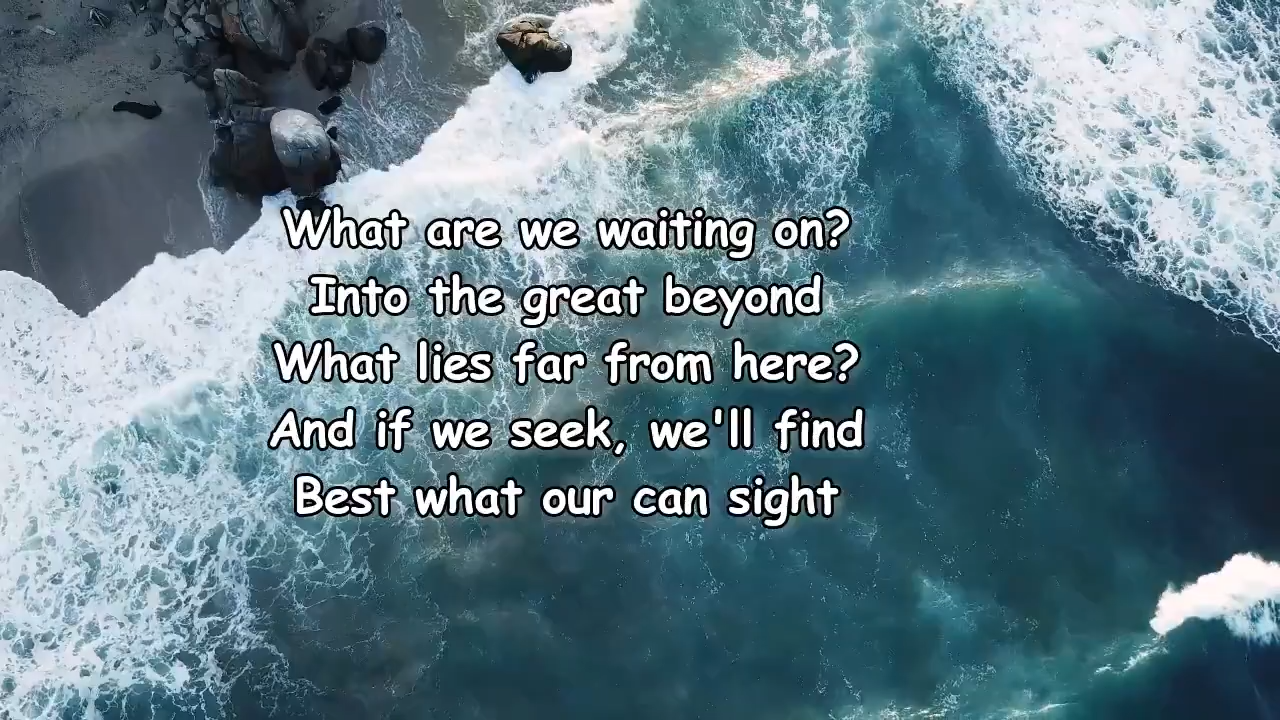 What are we waiting on?
Into the great beyond
What lies far from here?
And if we seek, we'll find
Best what our can sight